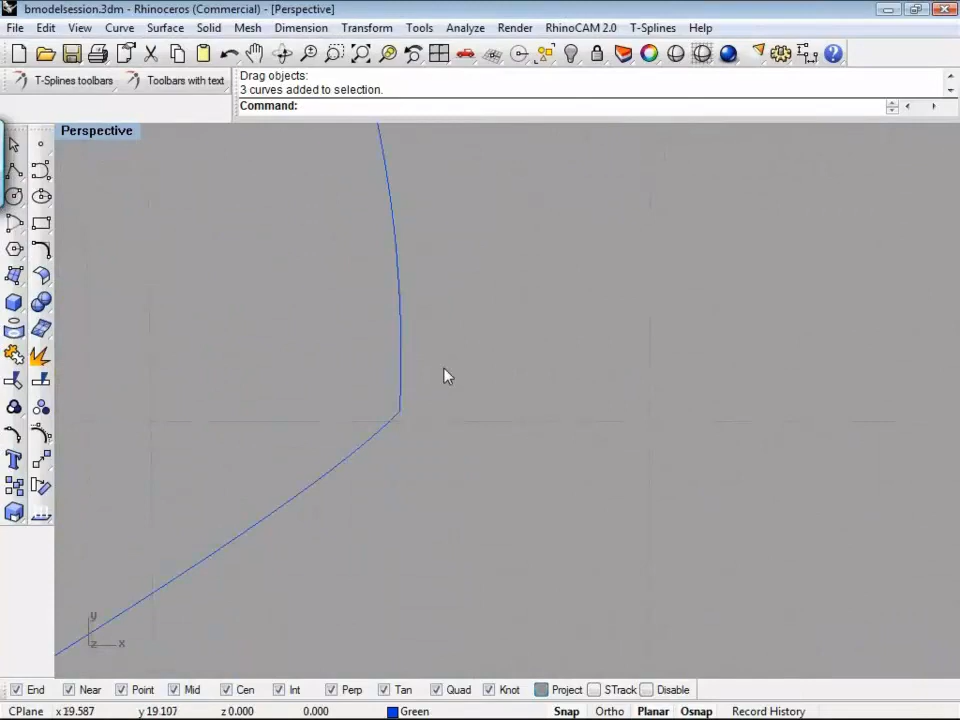 bmodelsession.3dm - Rhinoceros (Commercial) - [Perspective]
File Edit View Curve Surface Solid Mesh Dimension Transform Tools Analyze Render RhinoCAM 2.0 T-Splines Help
T-Splines toolbars Toolbars with text
Drag objects:
3 curves added to selection.
Command:
Perspective
y
z x
End Near Point Mid Cen Int Perp Tan Quad Knot Project STrack Disable
CPlane x 19.587 y 19.107 z 0.000 0.000 Green Snap Ortho Planar Osnap Record History